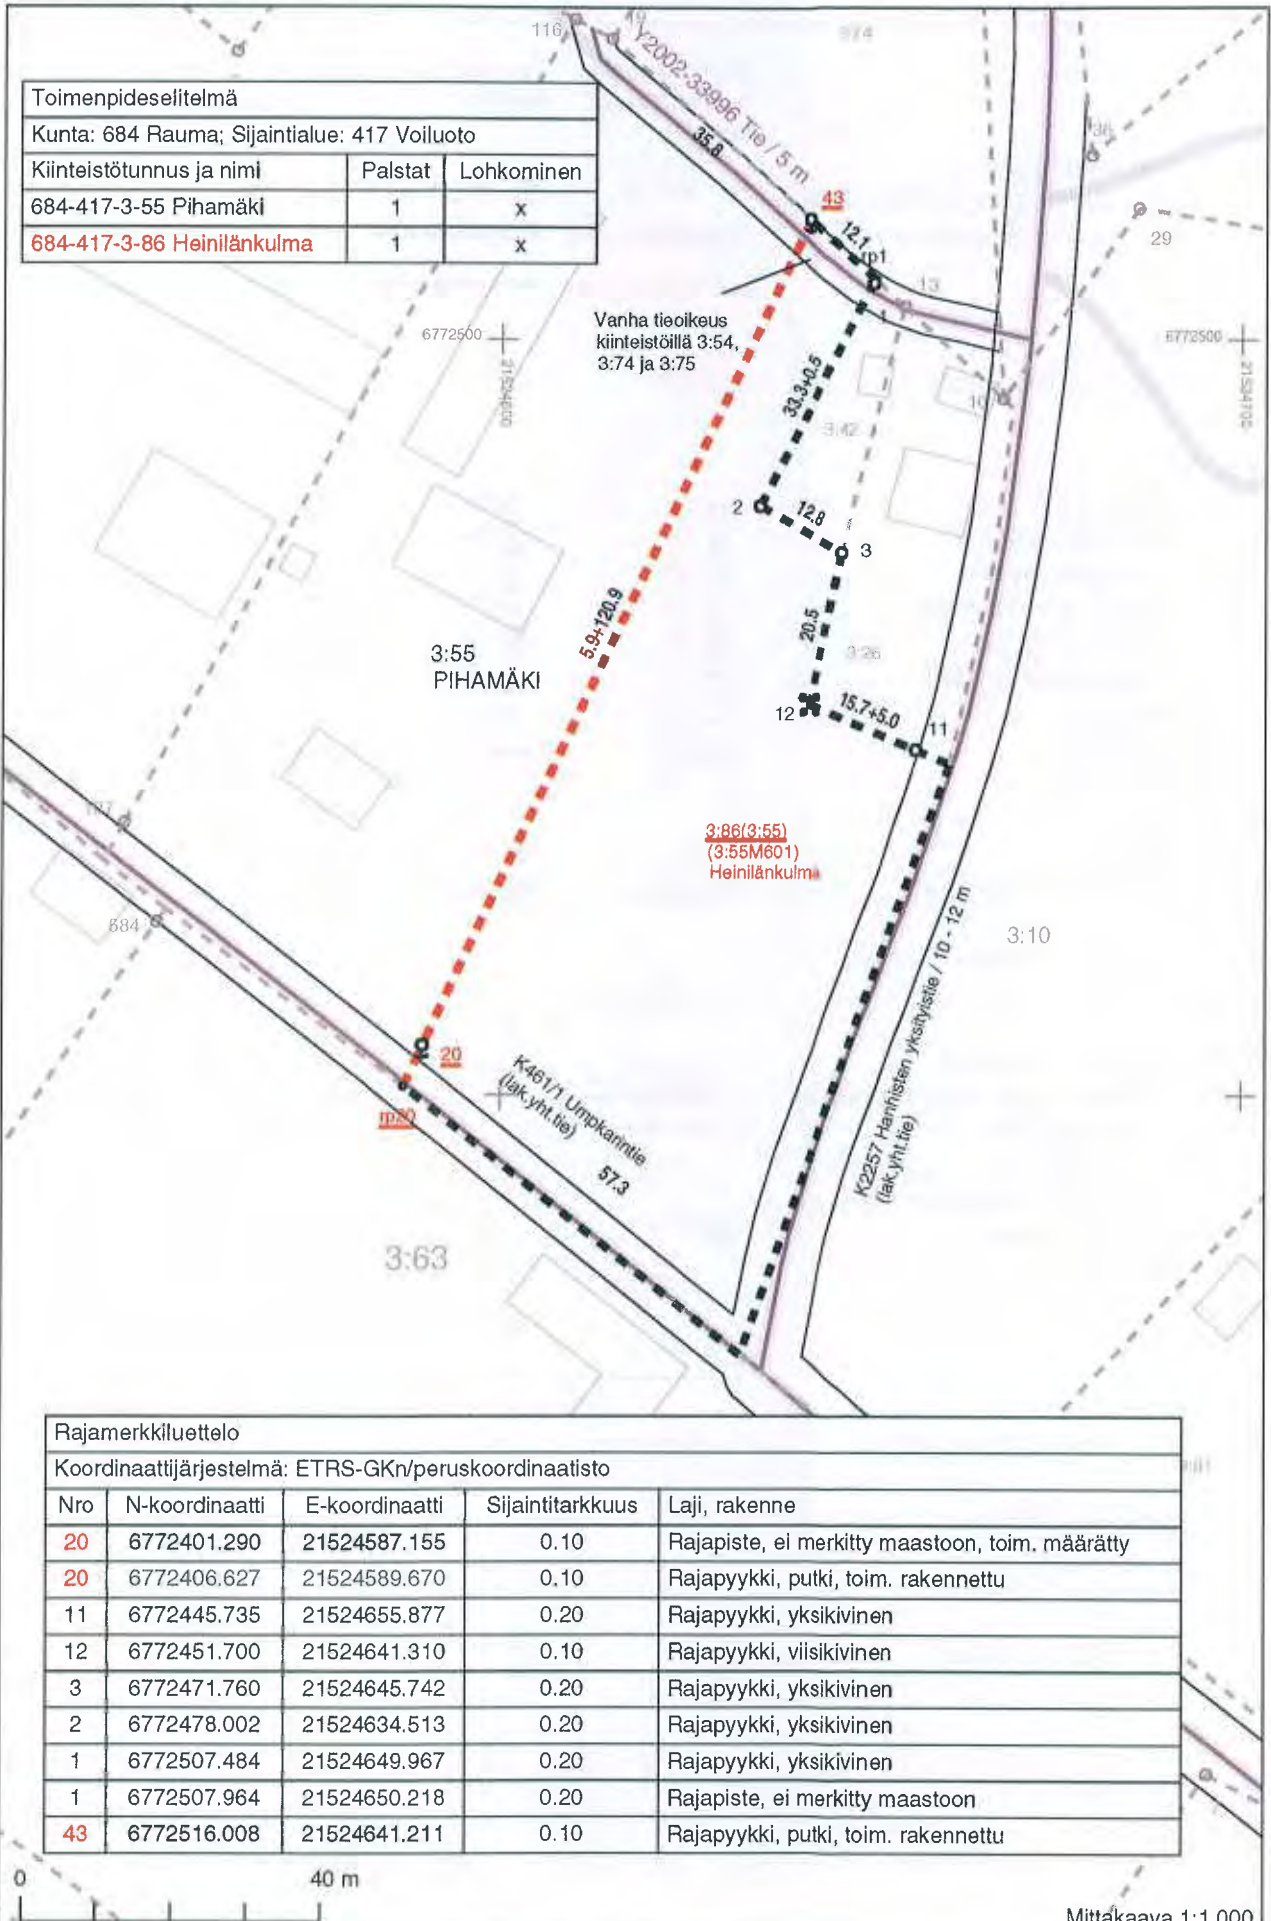 Toimenpideselitelmä
Kunta: 684 Rauma; Sijaintialue: 417 Voiluoto
Kiinteistötunnus ja nimi Palstat Lohkominen
684-417-3-55 Pihamäki 1 x
684-417-3-86 Heinilänkulma 1 x
116
49
974
Y2002-33996 Tie / 5 m
35.8
43
12.1
rp1
13
36
29
Vanha tieoikeus
kiinteistöillä 3:54,
3:74 ja 3:75
6772500
21524600
6772500
21524700
1
10
33.3+0.5
3:42
2
12.8
3
5.9+120.9
20.5
3:26
3:55
PIHAMÄKI
12
15.7+5.0
11
3:86(3:55)
(3:55M601)
Heinilänkulma
684
3:10
K2257 Hanhisten yksityistie / 10 - 12 m
(lak.yht.tie)
20
rp20
K461/1 Umpkarintie
(lak.yht.tie)
57.3
3:63
Rajamerkkiluettelo
Koordinaattijärjestelmä: ETRS-GKn/peruskoordinaatisto
Nro N-koordinaatti E-koordinaatti Sijaintitarkkuus Laji, rakenne
20 6772401.290 21524587.155 0.10 Rajapiste, ei merkitty maastoon, toim. määrätty
20 6772406.627 21524589.670 0.10 Rajapyykki, putki, toim. rakennettu
11 6772445.735 21524655.877 0.20 Rajapyykki, yksikivinen
12 6772451.700 21524641.310 0.10 Rajapyykki, viisikivinen
3 6772471.760 21524645.742 0.20 Rajapyykki, yksikivinen
2 6772478.002 21524634.513 0.20 Rajapyykki, yksikivinen
1 6772507.484 21524649.967 0.20 Rajapyykki, yksikivinen
1 6772507.964 21524650.218 0.20 Rajapiste, ei merkitty maastoon
43 6772516.008 21524641.211 0.10 Rajapyykki, putki, toim. rakennettu
0 40 m
Mittakaava 1:1 000